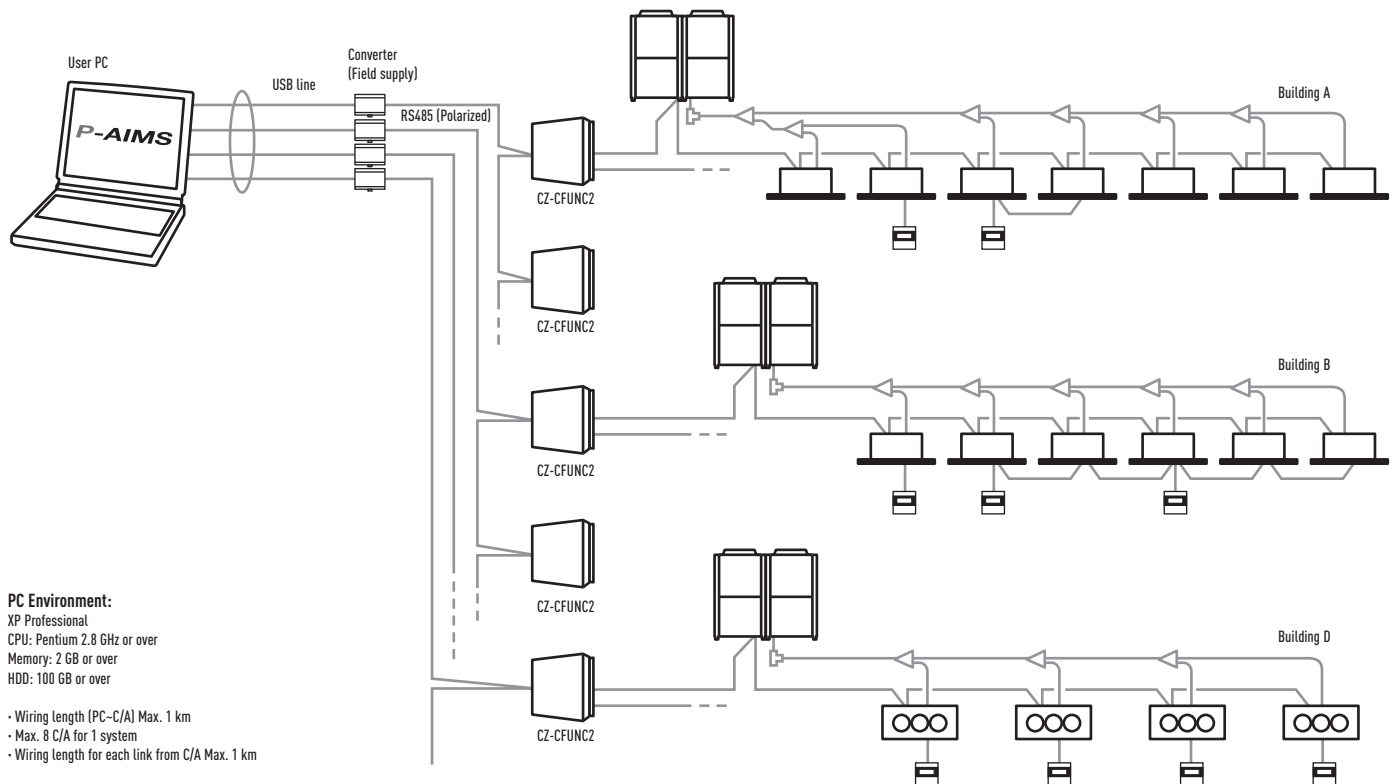 User PC
P-AIMS
USB line
Converter
(Field supply)
RS485 (Polarized)
CZ-CFUNC2
Building A
CZ-CFUNC2
CZ-CFUNC2
Building B
CZ-CFUNC2
CZ-CFUNC2
Building D
PC Environment:
XP Professional
CPU: Pentium 2.8 GHz or over
Memory: 2 GB or over
HDD: 100 GB or over
· Wiring length (PC~C/A) Max. 1 km
· Max. 8 C/A for 1 system
· Wiring length for each link from C/A Max. 1 km